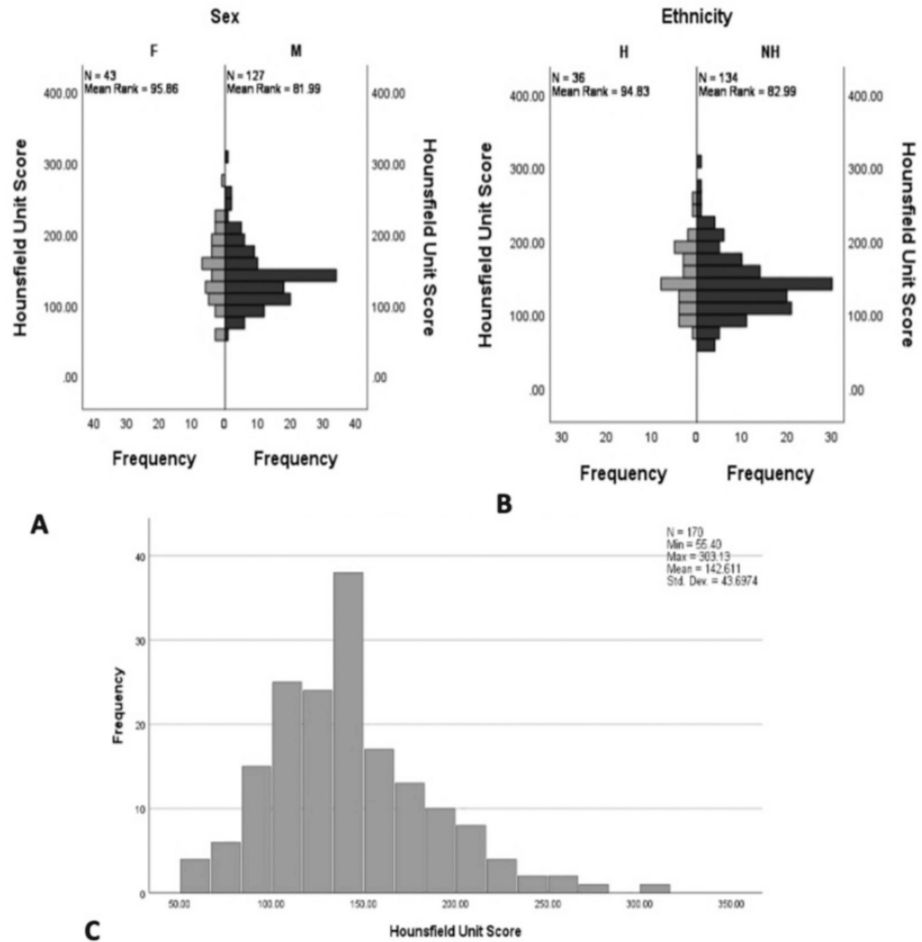 Sex
F M
N = 43
Mean Rank = 95.86
N = 127
Mean Rank = 81.99
Hounsfield Unit Score
400.00
300.00
200.00
100.00
.00
400.00
300.00
200.00
100.00
.00
Hounsfield Unit Score
40 30 20 10 0 10 20 30 40
Frequency Frequency
A
Ethnicity
H NH
N = 36
Mean Rank = 94.83
N = 134
Mean Rank = 82.99
Hounsfield Unit Score
400.00
300.00
200.00
100.00
.00
400.00
300.00
200.00
100.00
.00
Hounsfield Unit Score
30 20 10 0 10 20 30
Frequency Frequency
B
N = 170
Min = 55.40
Max = 303.13
Mean = 142.611
Std. Dev. = 43.6974
Frequency
40
30
20
10
0
50.00 100.00 150.00 200.00 250.00 300.00 350.00
Hounsfield Unit Score
C